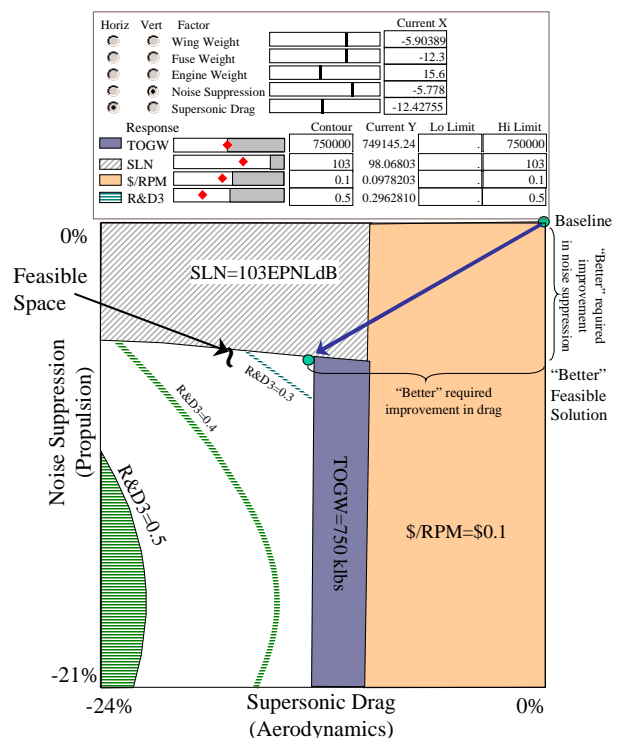 Horiz Vert Factor Current X
Wing Weight -5.90389
Fuse Weight -12.3
Engine Weight 15.6
Noise Suppression -5.778
Supersonic Drag -12.42755
Response Contour Current Y Lo Limit Hi Limit
TOGW 750000 749145.24 . 750000
SLN 103 98.06803 . 103
$/RPM 0.1 0.0978203 . 0.1
R&D3 0.5 0.2962810 . 0.5
0%
Baseline
SLN=103EPNLdB
"Better" required
improvement
in noise suppression
Feasible
Space
R&D3=0.3
"Better" required
improvement in drag
"Better"
Feasible
Solution
R&D3=0.4
Noise Suppression
(Propulsion)
R&D3=0.5
TOGW=750 klbs
$/RPM=$0.1
-21%
-24%
Supersonic Drag
(Aerodynamics)
0%